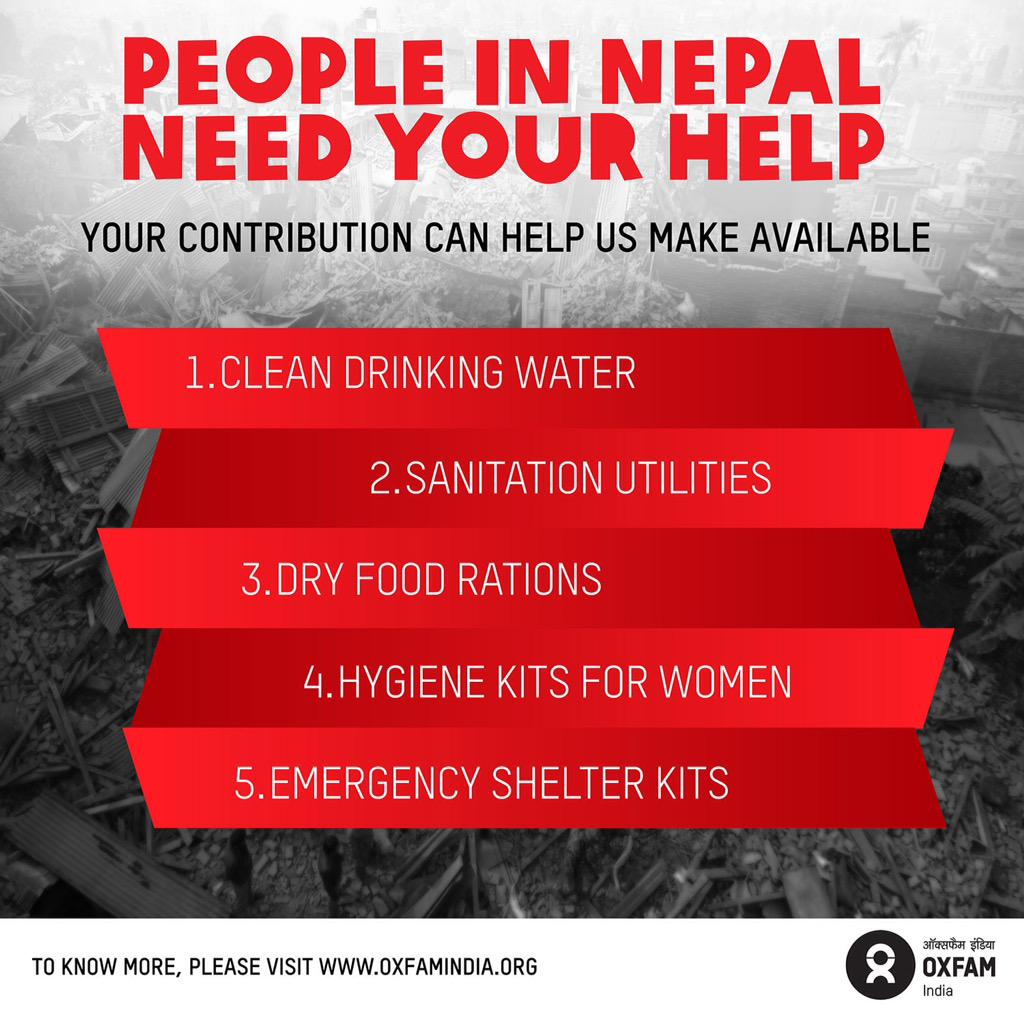 PEOPLE IN NEPAL
NEED YOUR HELP
YOUR CONTRIBUTION CAN HELP US MAKE AVAILABLE
1.CLEAN DRINKING WATER
2.SANITATION UTILITIES
3.DRY FOOD RATIONS
4.HYGIENE KITS FOR WOMEN
5.EMERGENCY SHELTER KITS
TO KNOW MORE, PLEASE VISIT WWW.OXFAMINDIA.ORG
ऑक्सफैम इंडिया
OXFAM
India